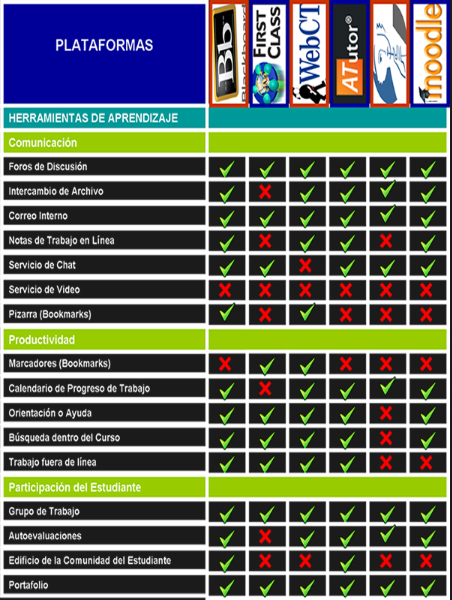 PLATAFORMAS
Bb
Blackboard
FIRST
CLASS
WebCT
ATutor®
moodle
HERRAMIENTAS DE APRENDIZAJE
Comunicación
Foros de Discusión
Intercambio de Archivo
Correo Interno
Notas de Trabajo en Línea
Servicio de Chat
Servicio de Video
Pizarra (Bookmarks)
Productividad
Marcadores (Bookmarks)
Calendario de Progreso de Trabajo
Orientación o Ayuda
Búsqueda dentro del Curso
Trabajo fuera de línea
Participación del Estudiante
Grupo de Trabajo
Autoevaluaciones
Edificio de la Comunidad del Estudiante
Portafolio